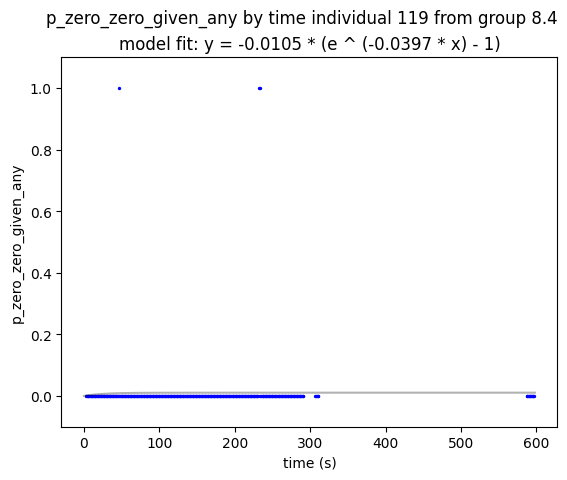 p_zero_zero_given_any by time individual 119 from group 8.4
model fit: y = -0.0105 * (e ^ (-0.0397 * x) - 1)
1.0
0.8
0.6
0.4
0.2
0.0
p_zero_zero_given_any
0 100 200 300 400 500 600
time (s)